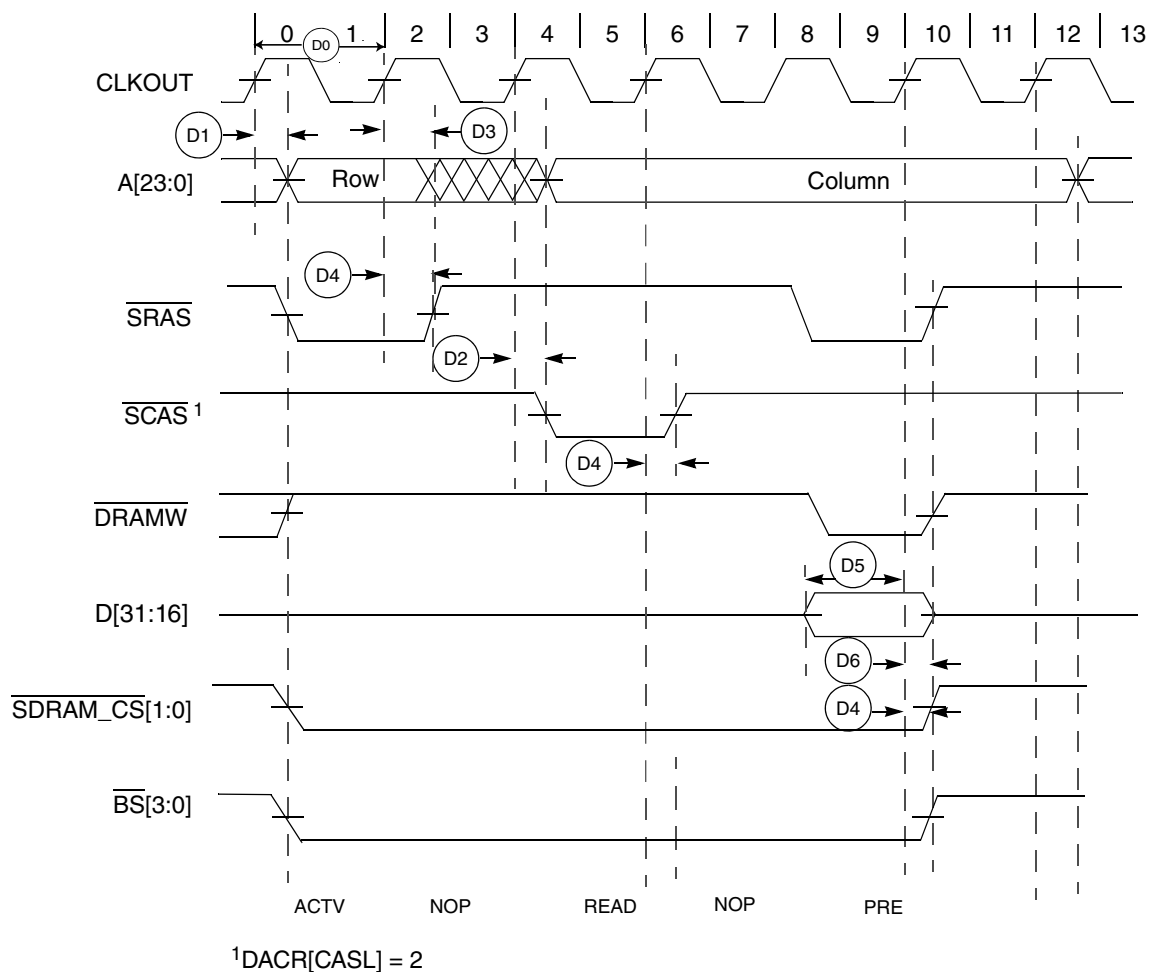 0 D0 1 2 3 4 5 6 7 8 9 10 11 12 13
CLKOUT
D1 D3
A[23:0] Row Column
D4
SRAS
D2
SCAS 1
D4
DRAMW
D5
D[31:16]
D6
SDRAM_CS[1:0] D4
BS[3:0]
ACTV NOP READ NOP PRE
1DACR[CASL] = 2